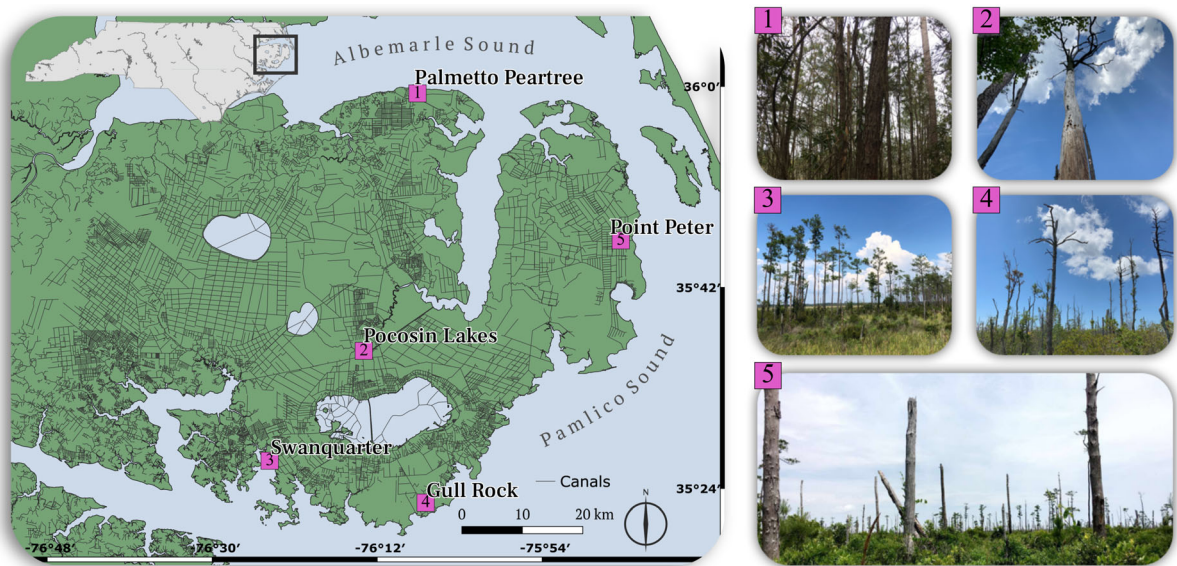 Albemarle Sound
Palmetto Peartree
1
36°0'
Point Peter
5
35°42'
Pocosin Lakes
2
Pamlico Sound
Swanquarter
3
Gull Rock
4
Canals
35°24'
0 10 20 km
N
-76°48' -76°30' -76°12' -75°54'
1
2
3
4
5